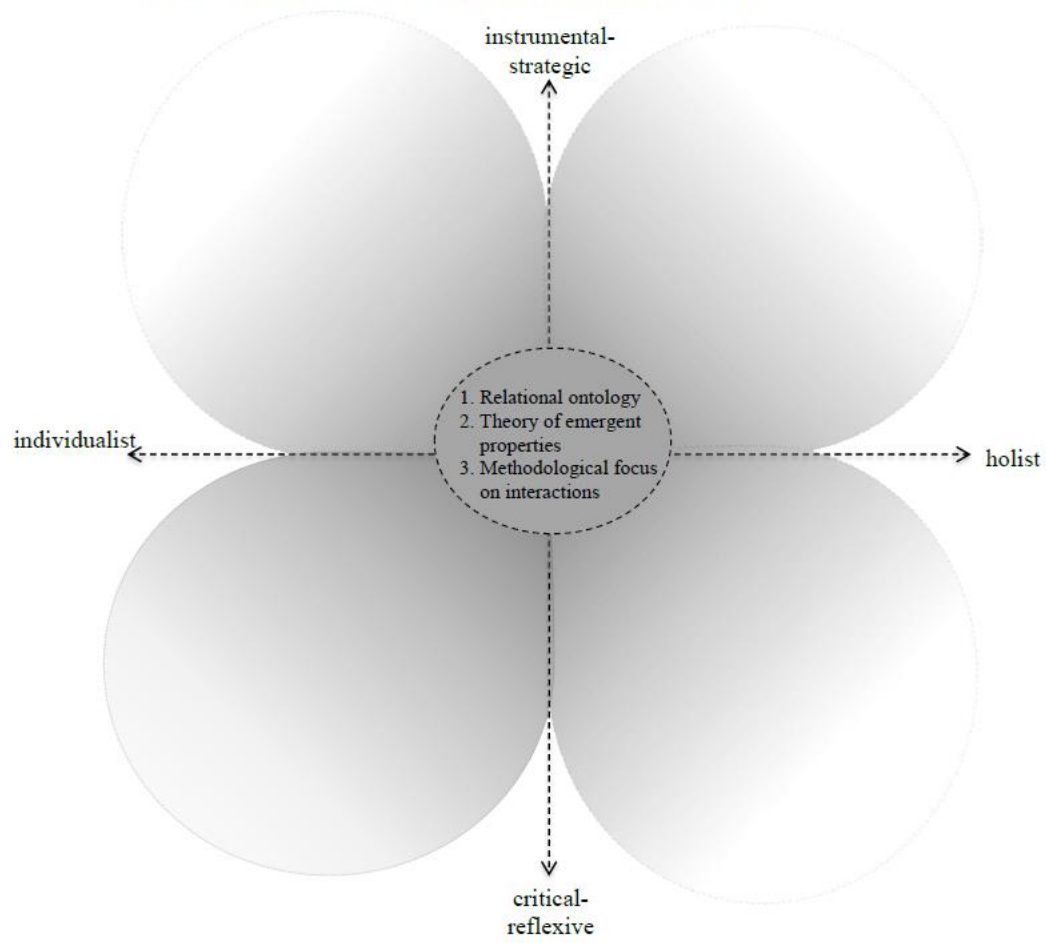 instrumental-
strategic
1. Relational ontology
2. Theory of emergent
properties
3. Methodological focus
on interactions
individualist
holist
critical-
reflexive